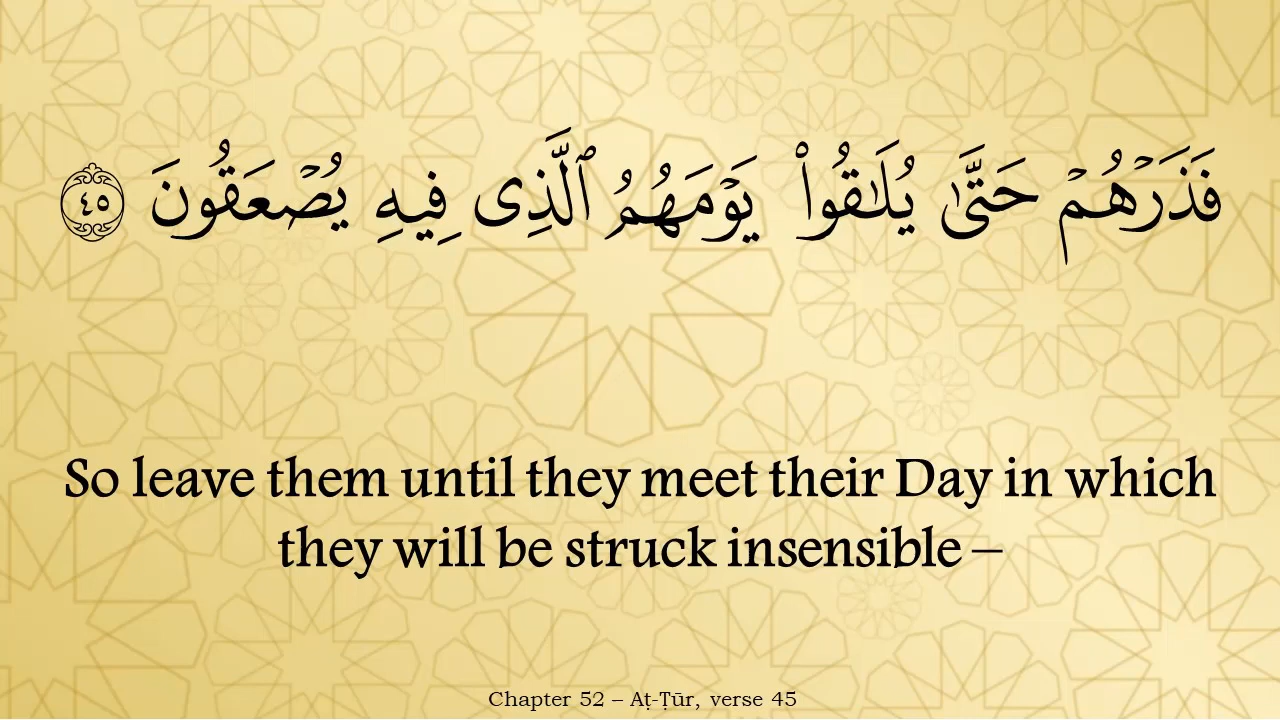 فَذَرْهُمْ حَتَّىٰ يُلَـٰقُوا۟ يَوْمَهُمُ ٱلَّذِى فِيهِ يُصْعَقُونَ ٤٥
So leave them until they meet their Day in which
they will be struck insensible –
Chapter 52 – Aṭ-Ṭūr, verse 45